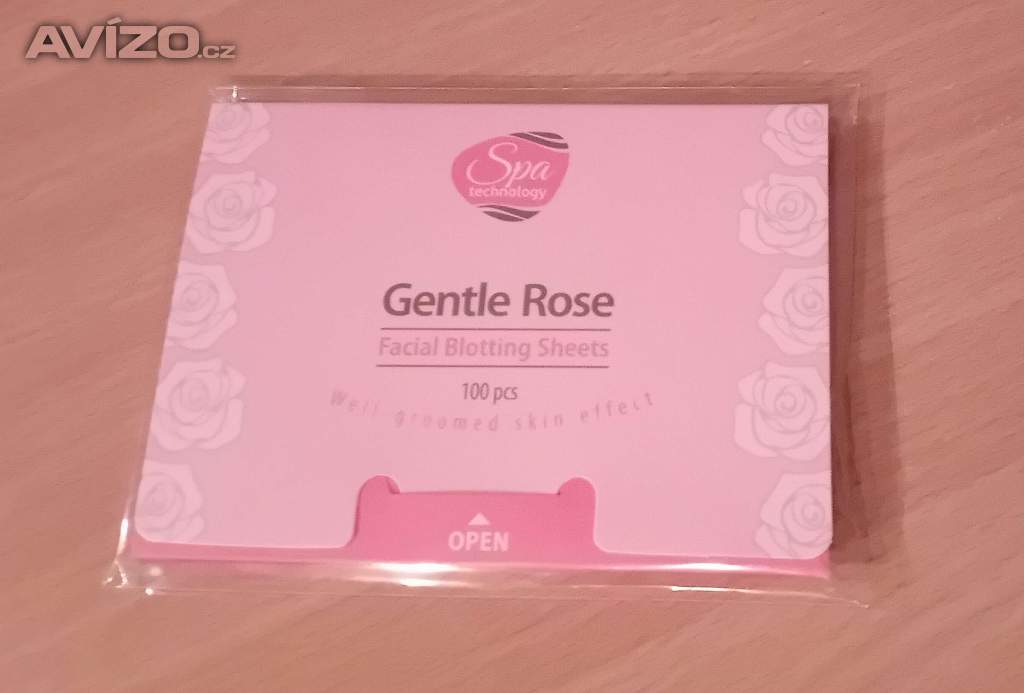 AVÍZO.cz
Spa
technology
Gentle Rose
Facial Blotting Sheets
100 pcs
Well groomed skin effect
OPEN